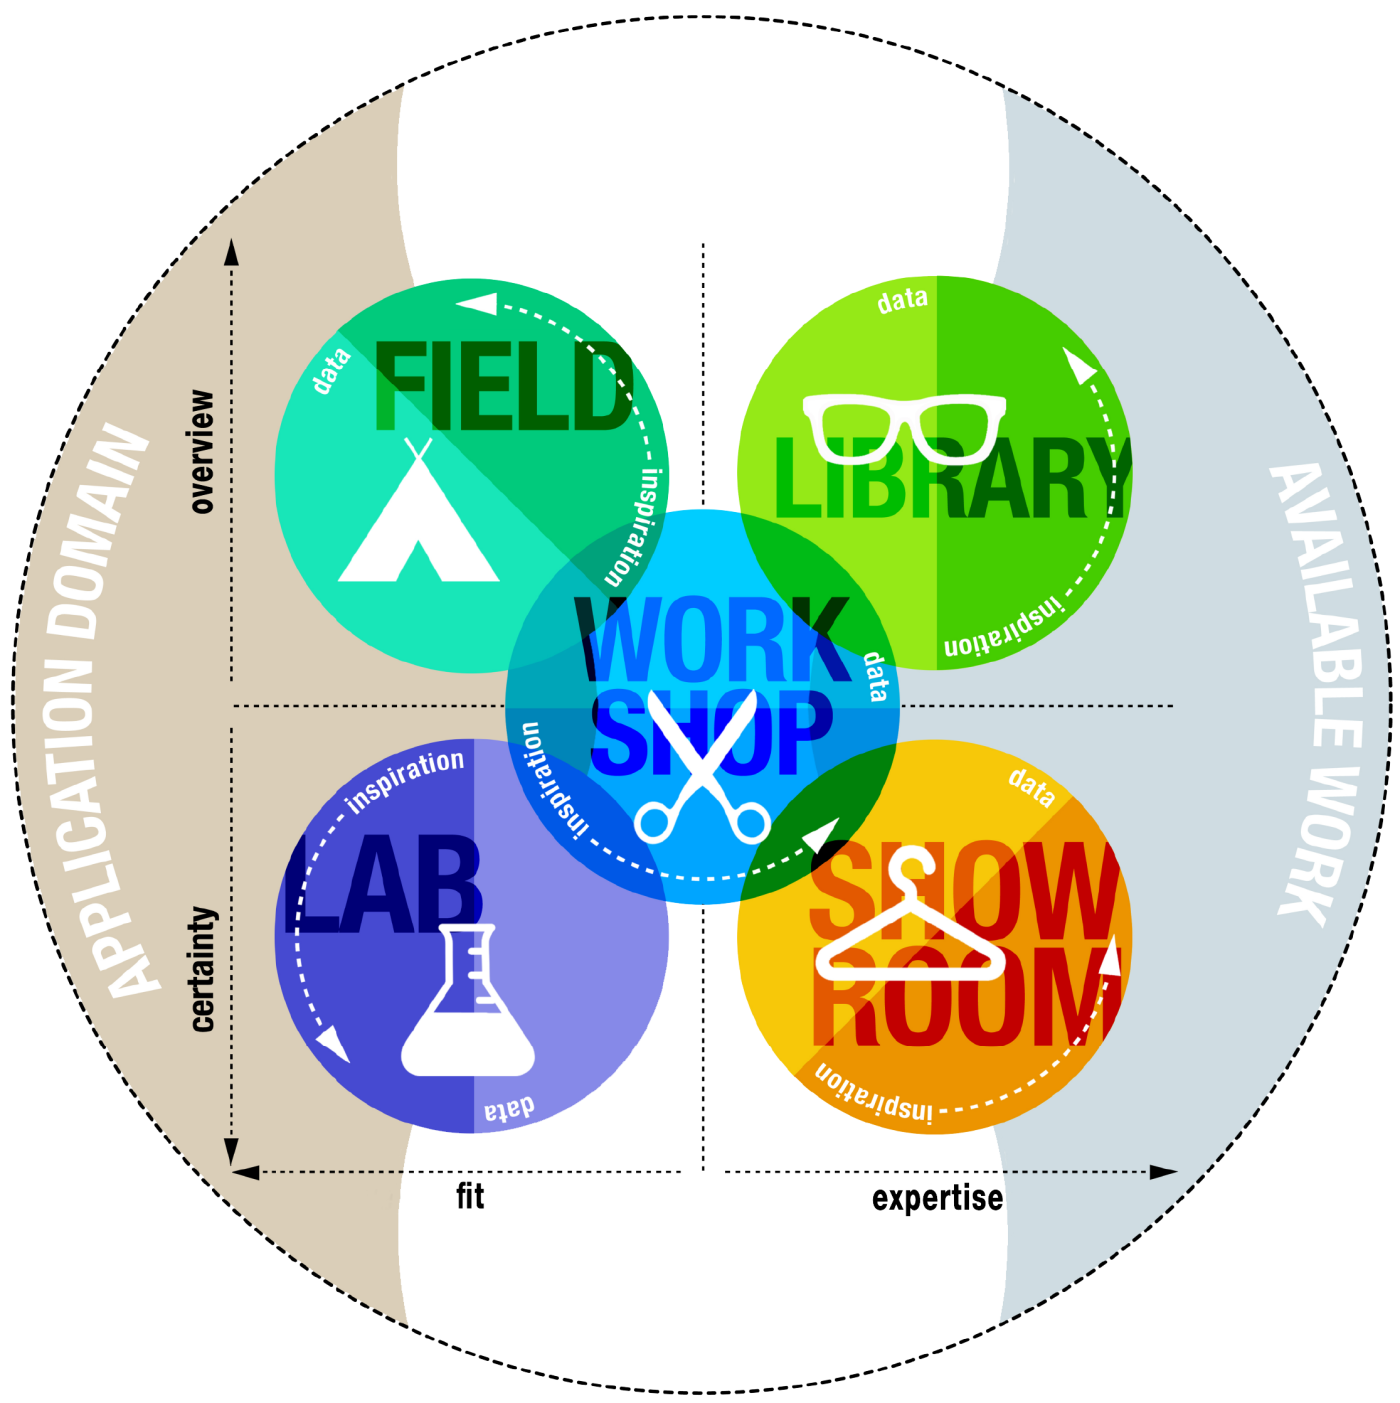 APPLICATION DOMAIN
AVAILABLE WORK
overview
certainty
fit
expertise
data
FIELD
inspiration
data
LIBRARY
inspiration
WORK
SHOP
data
inspiration
inspiration
LAB
data
data
SHOW
ROOM
inspiration